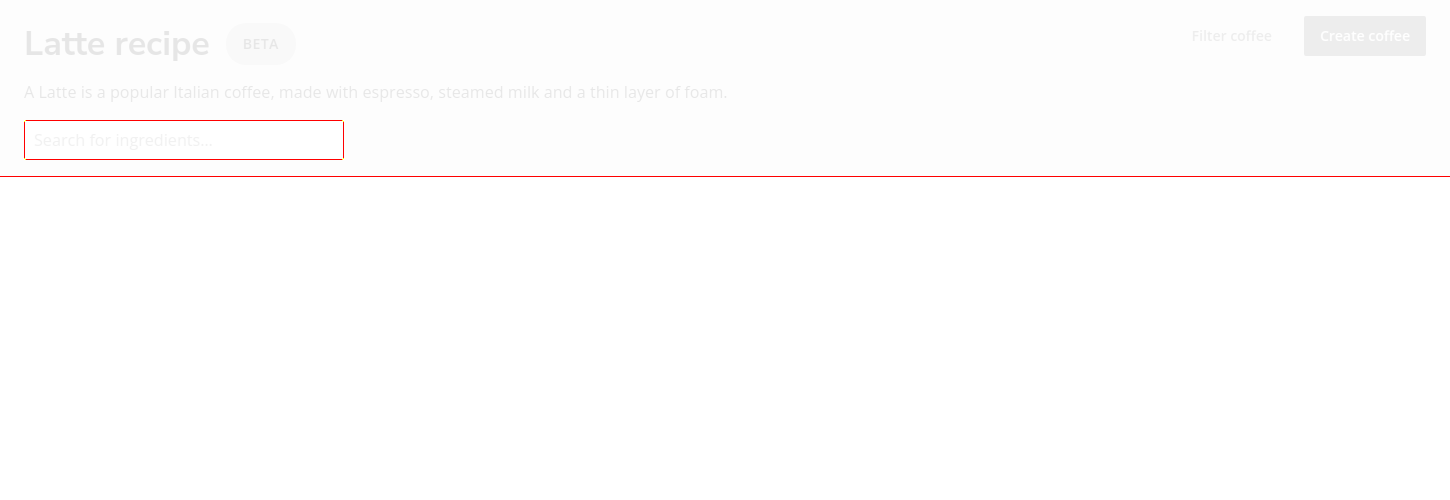 Latte recipe
BETA
Filter coffee
Create coffee
A Latte is a popular Italian coffee, made with espresso, steamed milk and a thin layer of foam.
Search for ingredients...